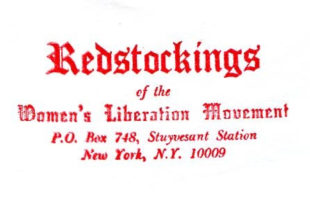 Redstockings
of the
Women's Liberation Movement
P.O. Box 748, Stuyvesant Station
New York, N.Y. 10009